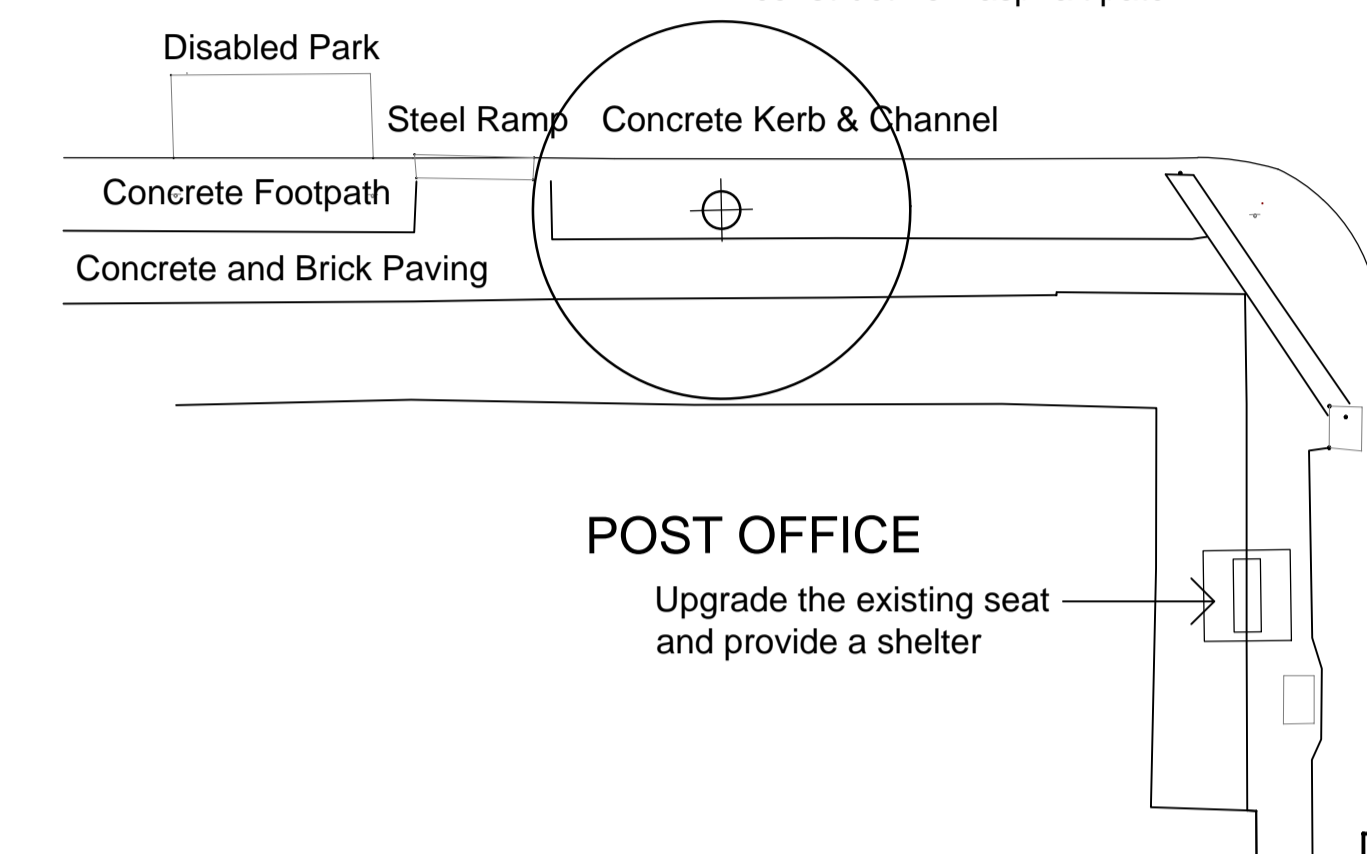 Disabled Park
Steel Ramp
Concrete Kerb & Channel
Concrete Footpath
Concrete and Brick Paving
POST OFFICE
Upgrade the existing seat
and provide a shelter